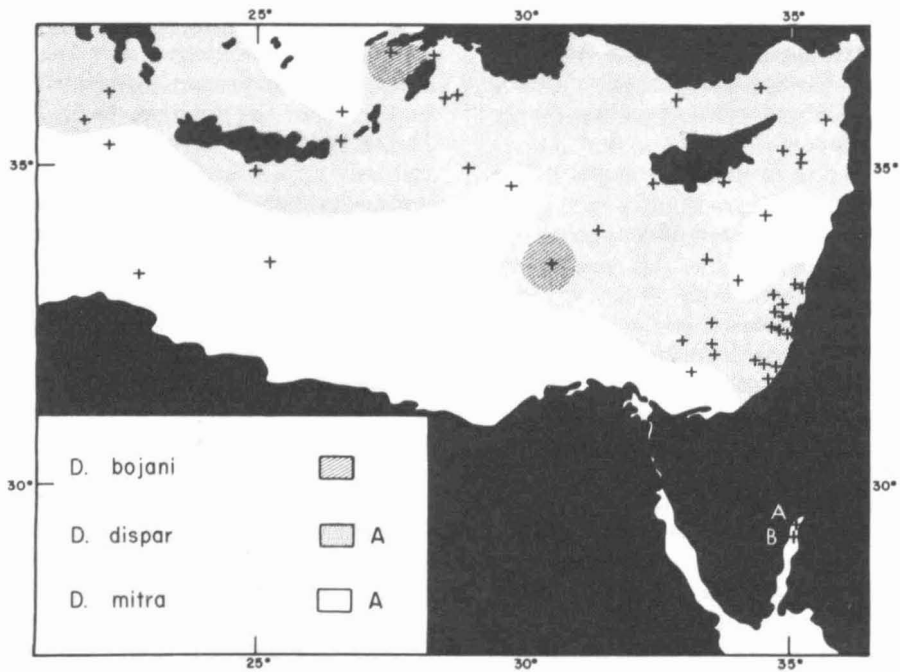 25° 30° 35°
35° 35°
30° 30°
A
B
D. bojani
D. dispar A
D. mitra A
25° 30° 35°